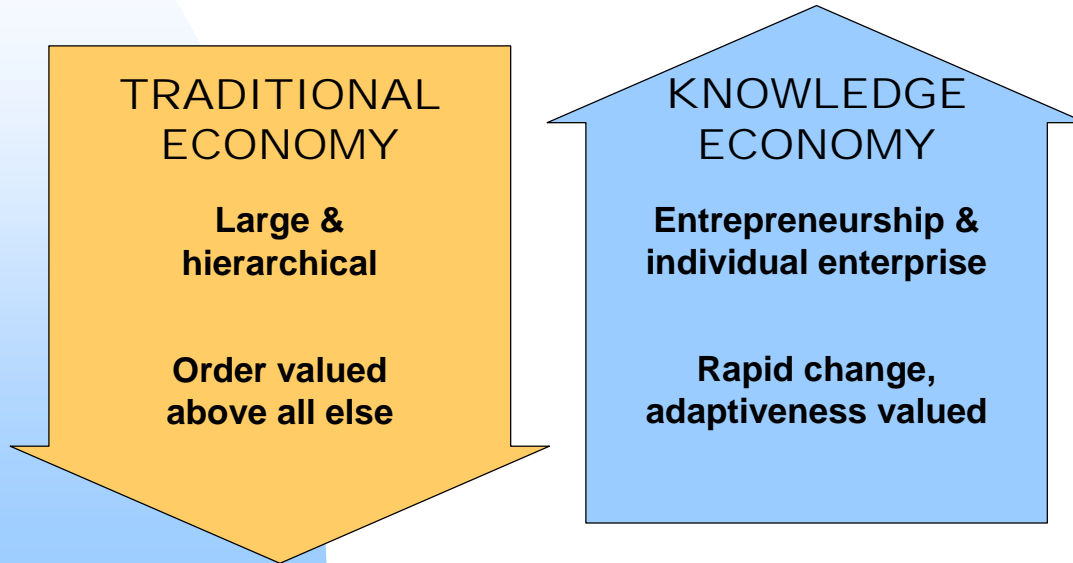 TRADITIONAL
ECONOMY
Large &
hierarchical
Order valued
above all else
KNOWLEDGE
ECONOMY
Entrepreneurship &
individual enterprise
Rapid change,
adaptiveness valued